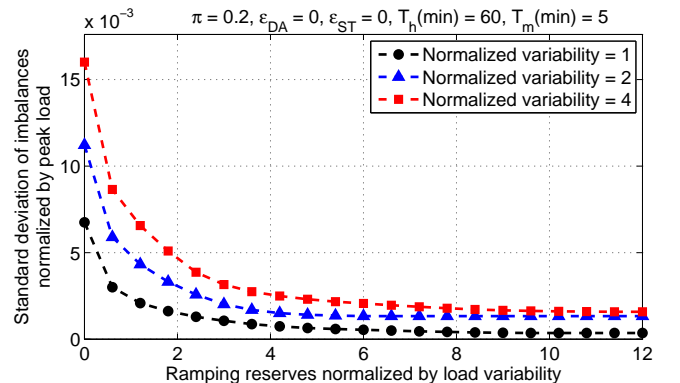 × 10⁻³
π = 0.2, ε_DA = 0, ε_ST = 0, T_h(min) = 60, T_m(min) = 5
Normalized variability = 1
Normalized variability = 2
Normalized variability = 4
15
10
5
0
Standard deviation of imbalances
normalized by peak load
0 2 4 6 8 10 12
Ramping reserves normalized by load variability